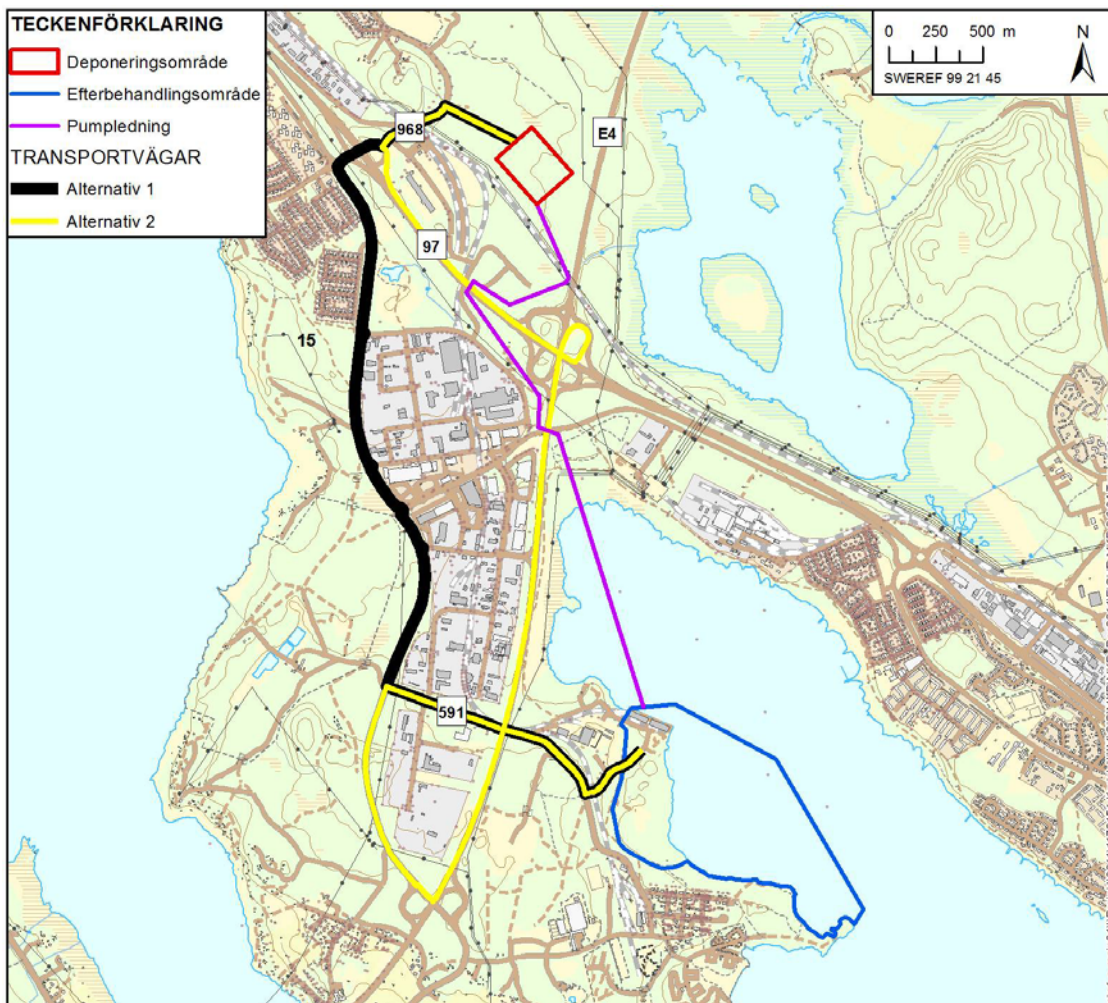 TECKENFÖRKLARING
Deponeringsområde
Efterbehandlingsområde
Pumpledning
TRANSPORTVÄGAR
Alternativ 1
Alternativ 2
0 250 500 m
SWEREF 99 21 45
N
968
E4
97
15
591